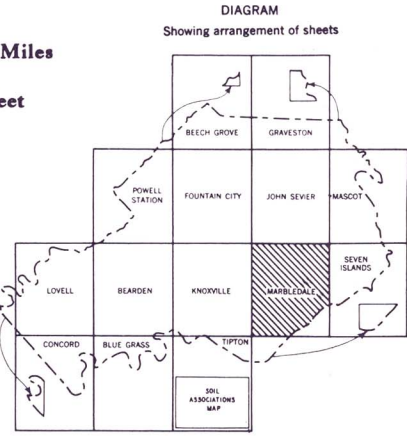 DIAGRAM
Showing arrangement of sheets
Miles
eet
BEECH GROVE
GRAVESTON
POWELL
STATION
FOUNTAIN CITY
JOHN SEVIER
MASCOT
LOVELL
BEARDEN
KNOXVILLE
MARBLEDALE
SEVEN
ISLANDS
CONCORD
BLUE GRASS
TIPTON
SOIL
ASSOCIATIONS
MAP